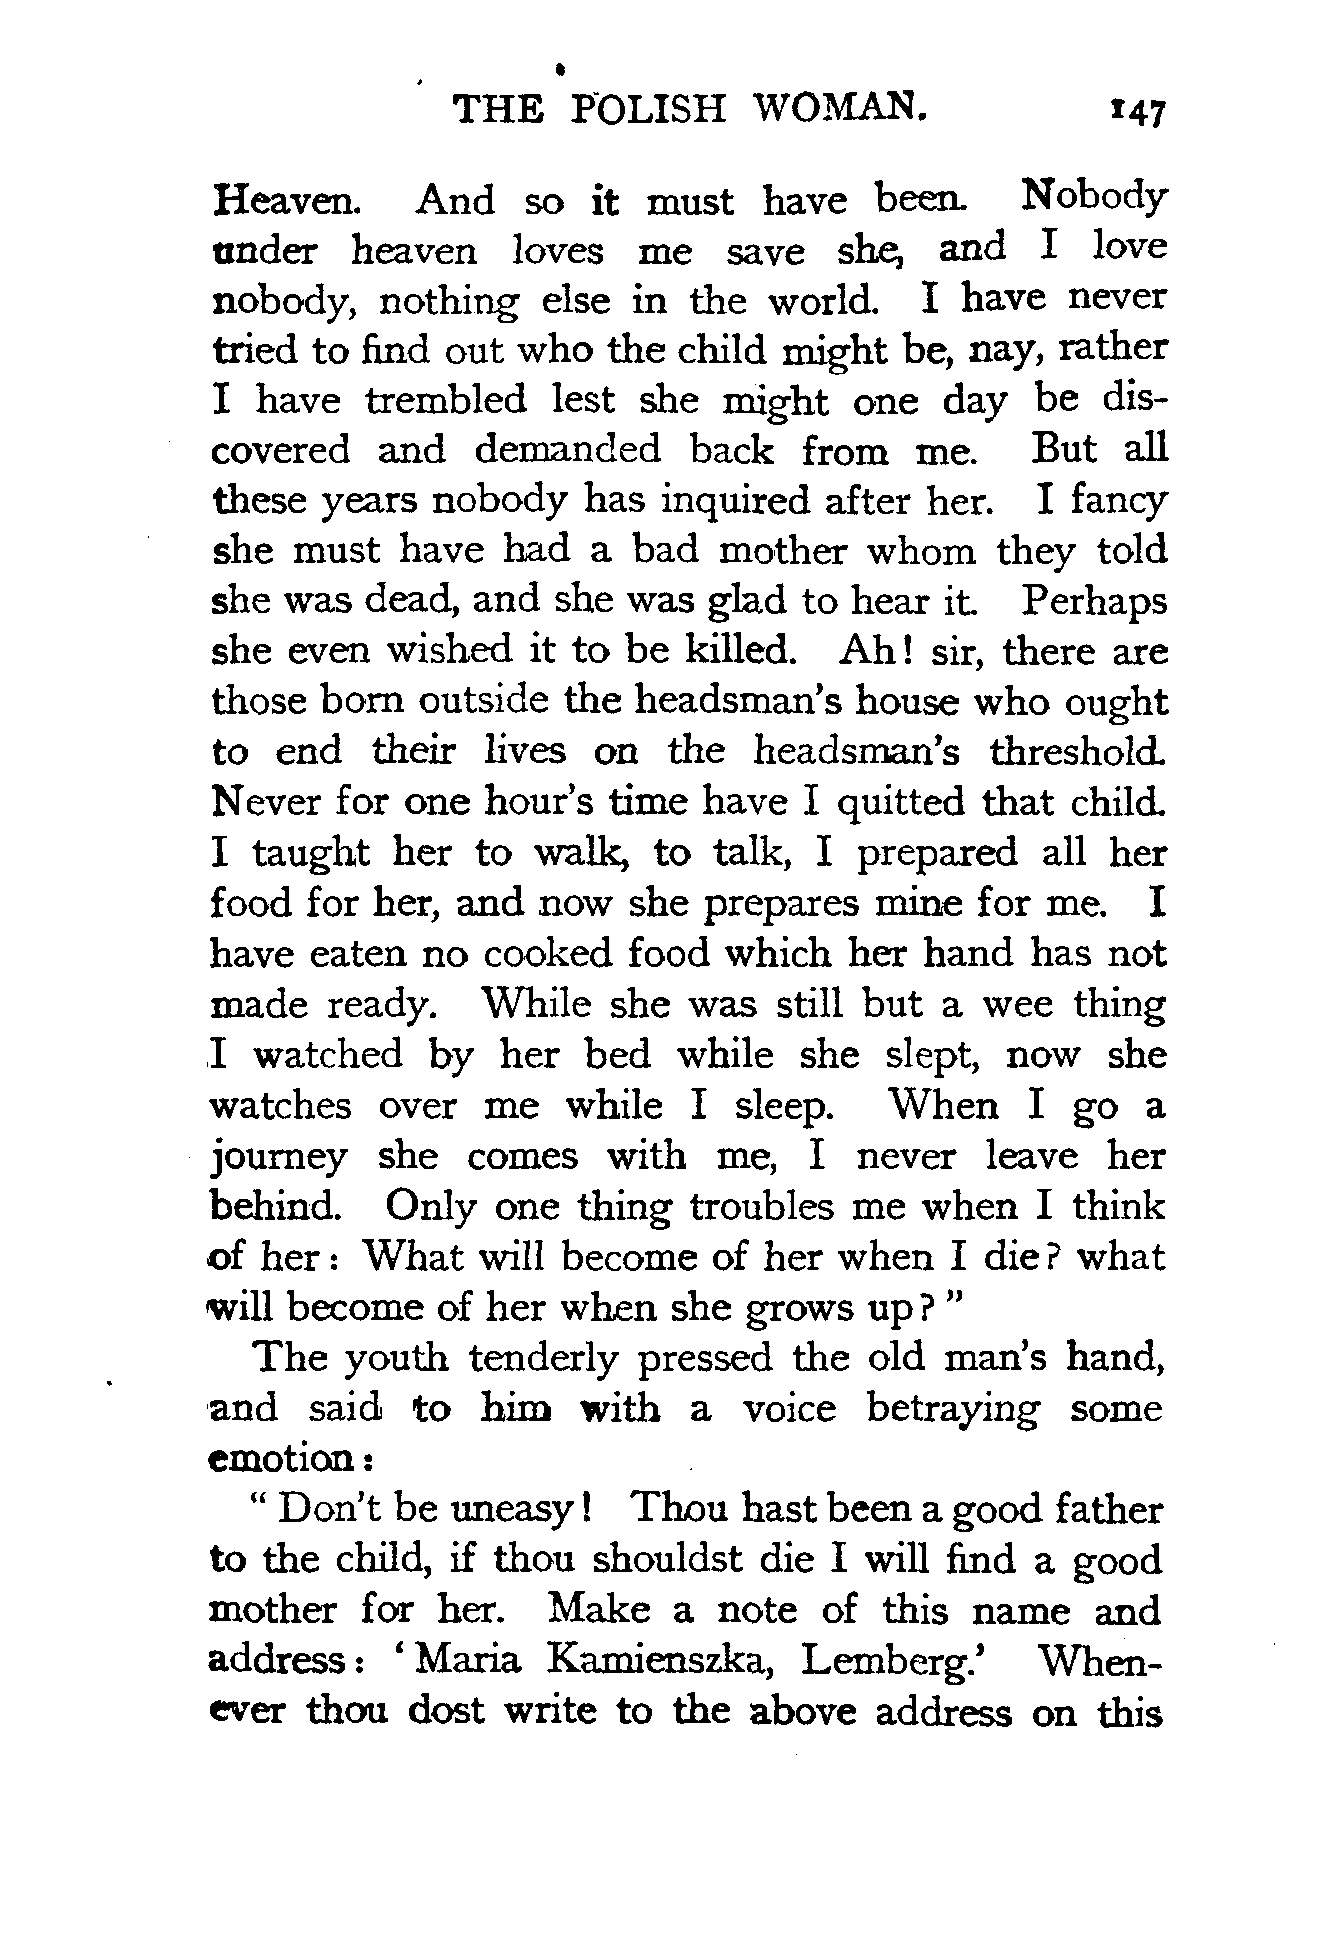 THE POLISH WOMAN. 147
Heaven. And so it must have been. Nobody
under heaven loves me save she, and I love
nobody, nothing else in the world. I have never
tried to find out who the child might be, nay, rather
I have trembled lest she might one day be dis-
covered and demanded back from me. But all
these years nobody has inquired after her. I fancy
she must have had a bad mother whom they told
she was dead, and she was glad to hear it. Perhaps
she even wished it to be killed. Ah! sir, there are
those born outside the headsman's house who ought
to end their lives on the headsman's threshold.
Never for one hour's time have I quitted that child.
I taught her to walk, to talk, I prepared all her
food for her, and now she prepares mine for me. I
have eaten no cooked food which her hand has not
made ready. While she was still but a wee thing
I watched by her bed while she slept, now she
watches over me while I sleep. When I go a
journey she comes with me, I never leave her
behind. Only one thing troubles me when I think
of her: What will become of her when I die? what
will become of her when she grows up?"
The youth tenderly pressed the old man's hand,
and said to him with a voice betraying some
emotion:
"Don't be uneasy! Thou hast been a good father
to the child, if thou shouldst die I will find a good
mother for her. Make a note of this name and
address: 'Maria Kamienszka, Lemberg.' When-
ever thou dost write to the above address on this